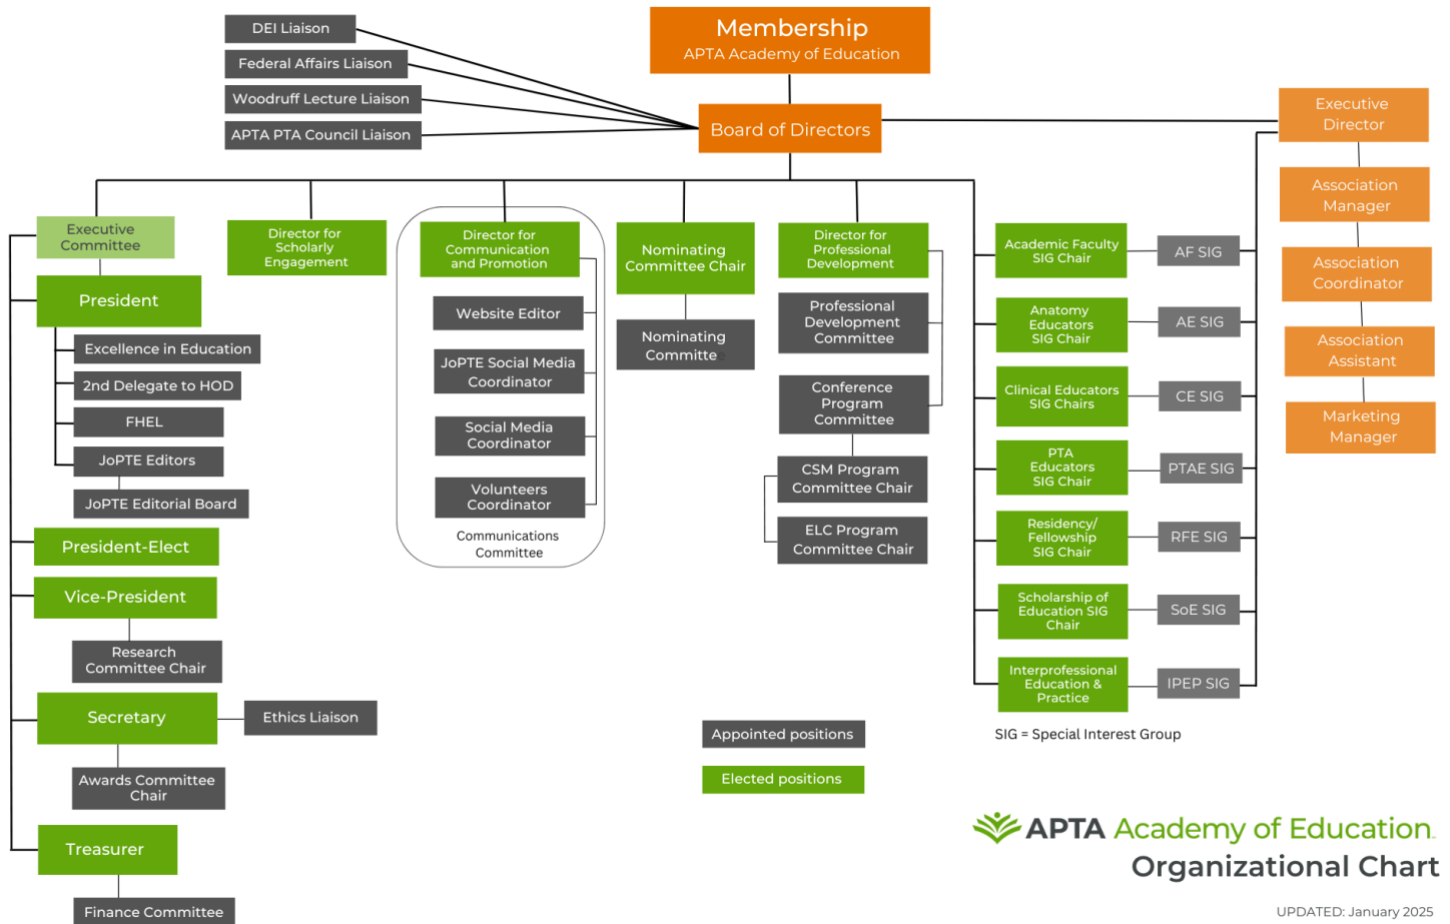 DEI Liaison
Federal Affairs Liaison
Woodruff Lecture Liaison
APTA PTA Council Liaison
Membership
APTA Academy of Education
Board of Directors
Executive
Director
Association
Manager
Association
Coordinator
Association
Assistant
Marketing
Manager
Executive
Committee
President
Excellence in Education
2nd Delegate to HOD
FHEL
JoPTE Editors
JoPTE Editorial Board
President-Elect
Vice-President
Research
Committee Chair
Secretary
Ethics Liaison
Awards Committee
Chair
Treasurer
Finance Committee
Director for
Scholarly
Engagement
Director for
Communication
and Promotion
Website Editor
JoPTE Social Media
Coordinator
Social Media
Coordinator
Volunteers
Coordinator
Communications
Committee
Nominating
Committee Chair
Nominating
Committee
Director for
Professional
Development
Professional
Development
Committee
Conference
Program
Committee
CSM Program
Committee Chair
ELC Program
Committee Chair
Academic Faculty
SIG Chair
AF SIG
Anatomy
Educators
SIG Chair
AE SIG
Clinical Educators
SIG Chairs
CE SIG
PTA
Educators
SIG Chair
PTAE SIG
Residency/
Fellowship
SIG Chair
RFE SIG
Scholarship of
Education SIG
Chair
SoE SIG
Interprofessional
Education &
Practice
IPEP SIG
SIG = Special Interest Group
Appointed positions
Elected positions
APTA Academy of Education
Organizational Chart
UPDATED: January 2025